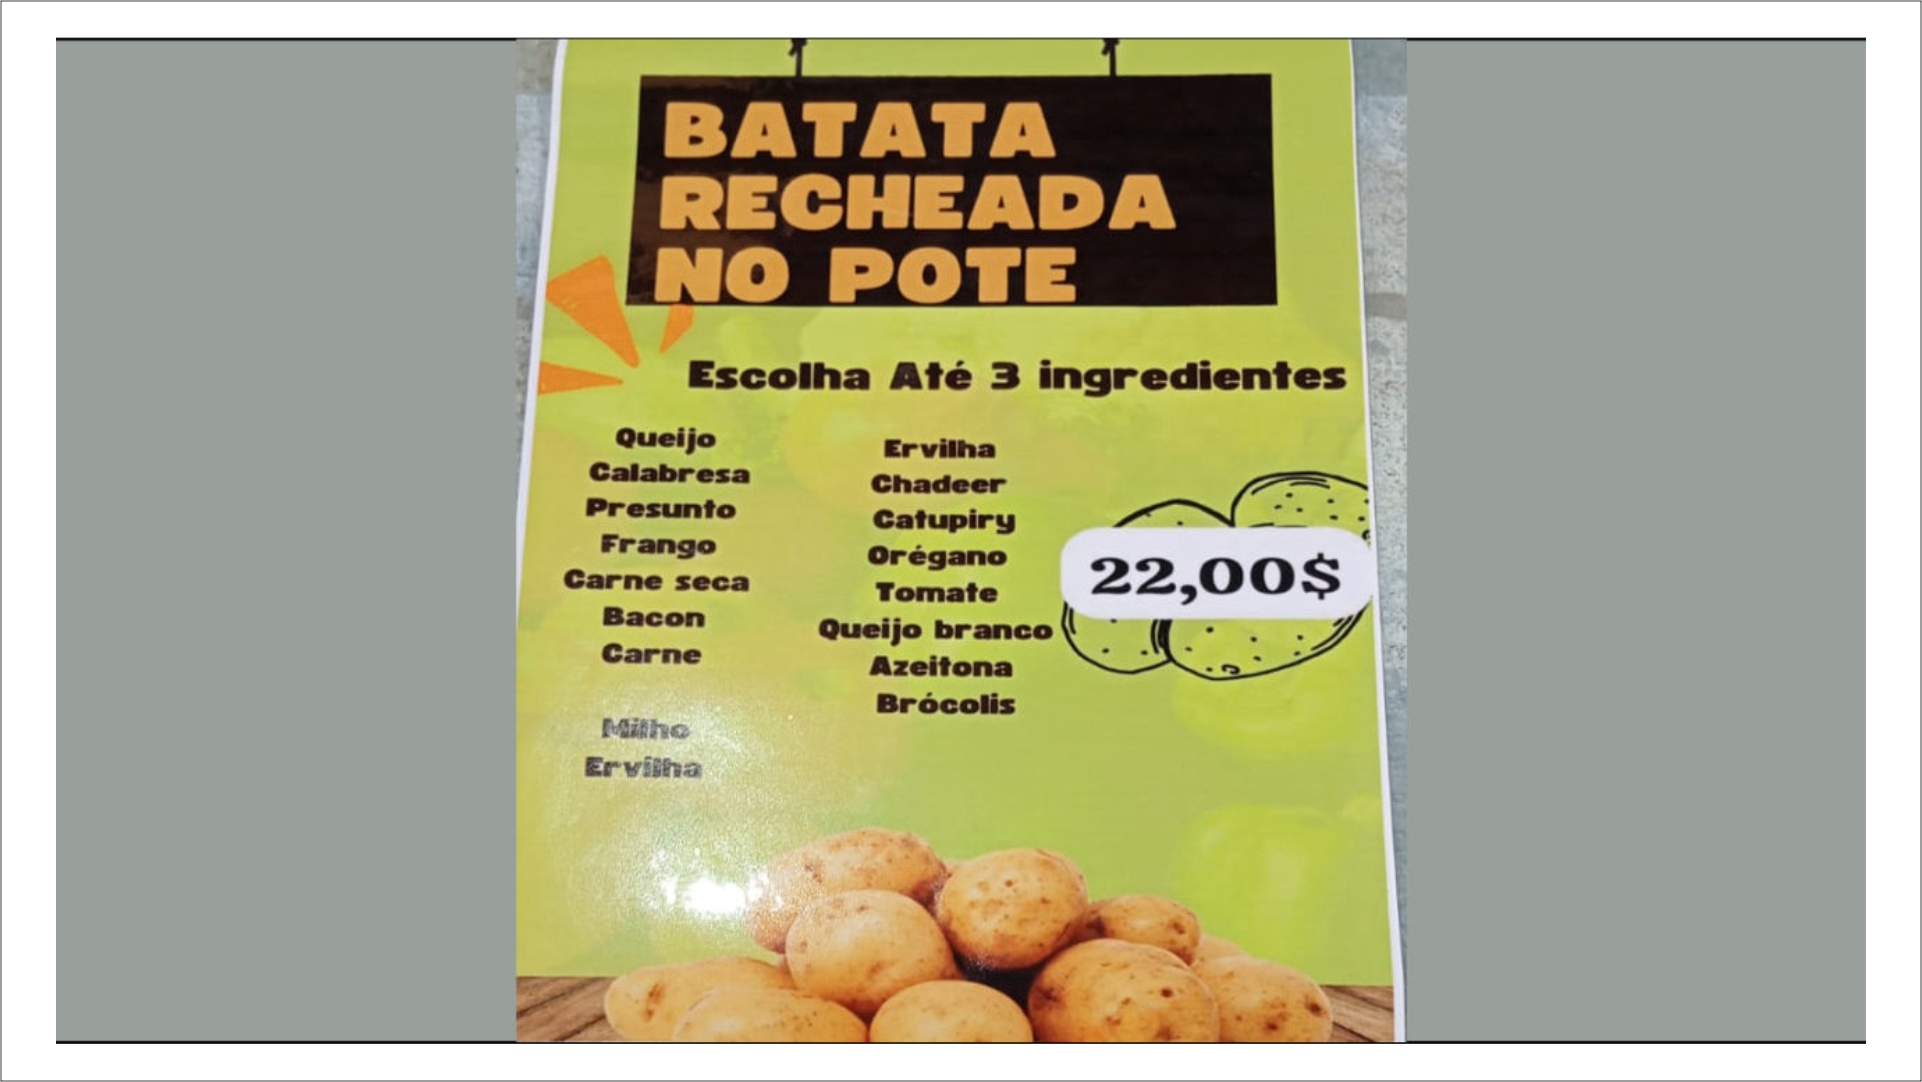 BATATA
RECHEADA
NO POTE
Escolha Até 3 ingredientes
Queijo
Calabresa
Presunto
Frango
Carne seca
Bacon
Carne
Milho
Ervilha
Ervilha
Chadeer
Catupiry
Orégano
Tomate
Queijo branco
Azeitona
Brócolis
22,00$